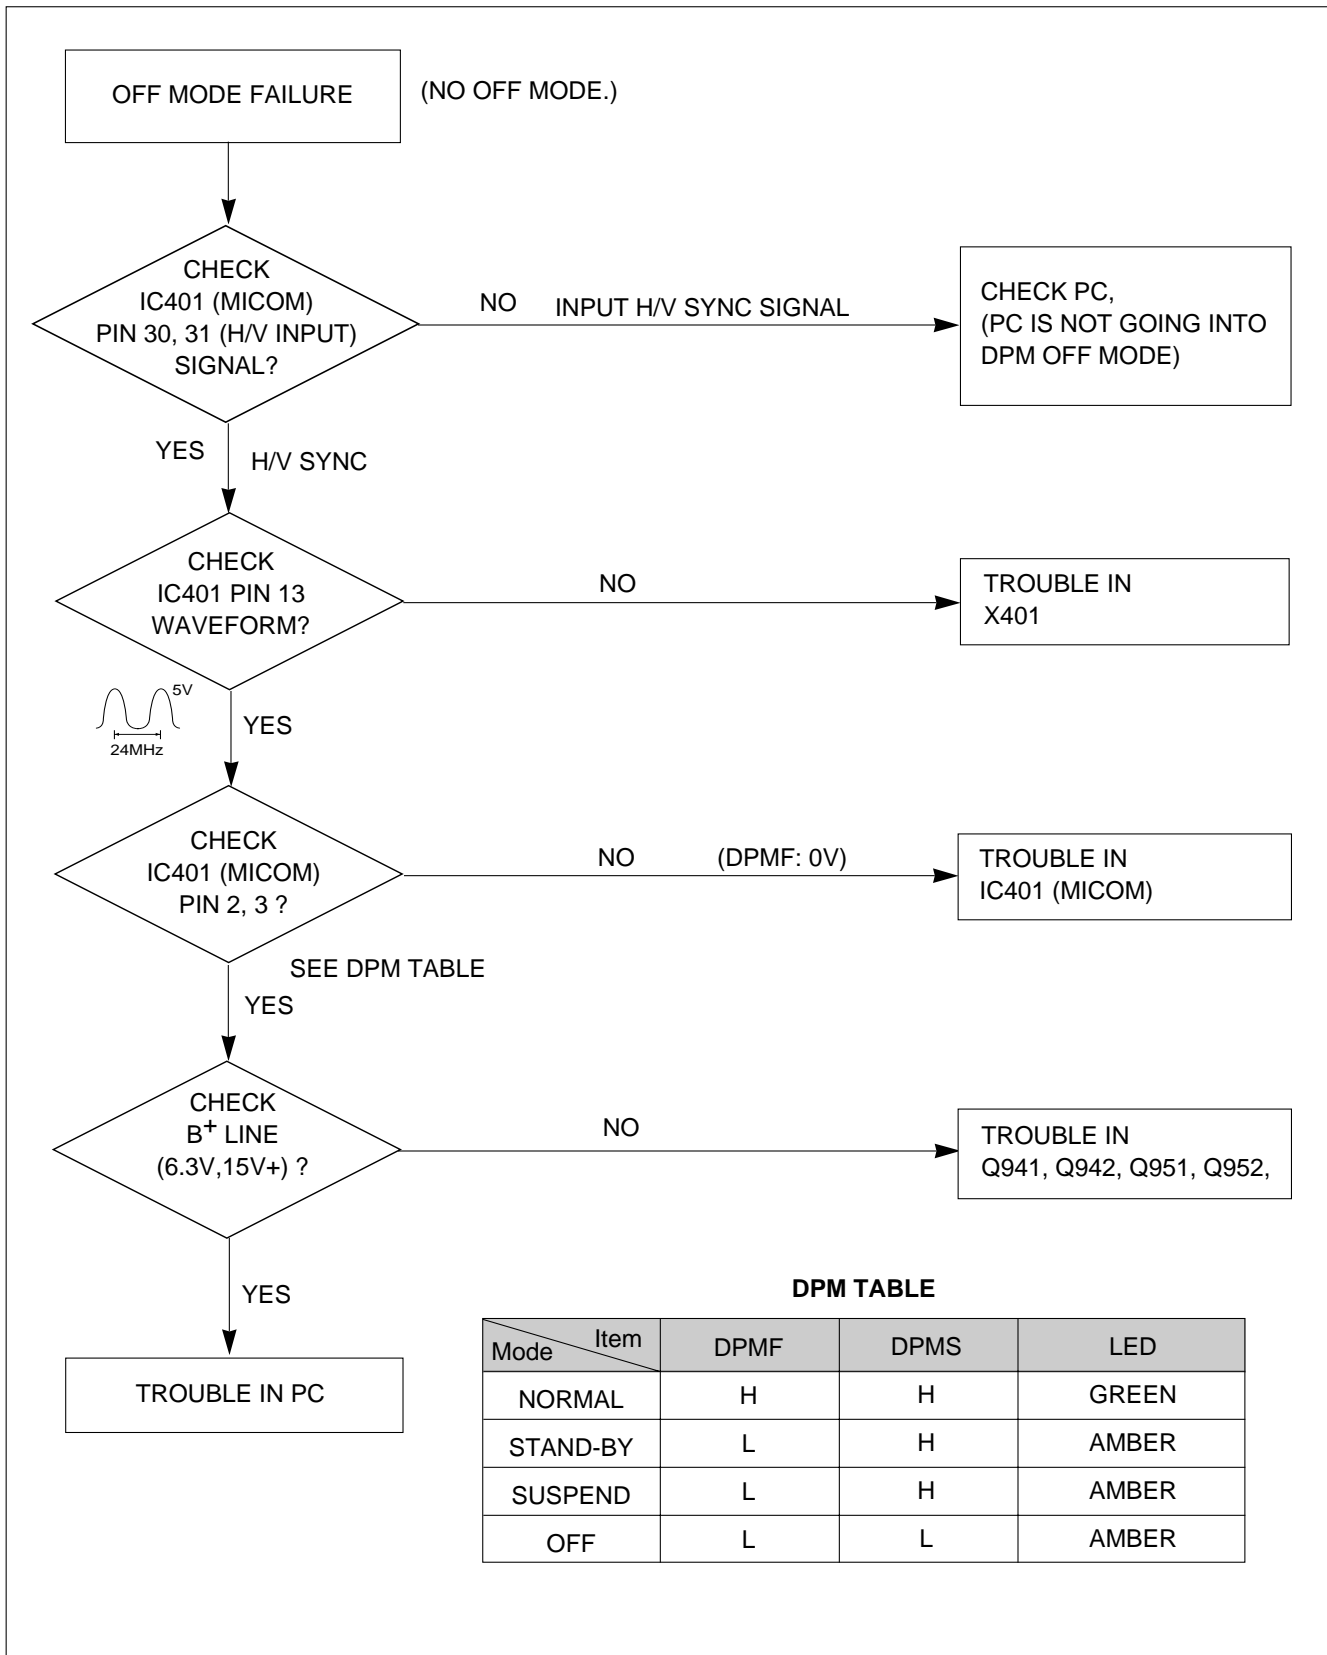 OFF MODE FAILURE
(NO OFF MODE.)
CHECK
IC401 (MICOM)
PIN 30, 31 (H/V INPUT)
SIGNAL?
NO
INPUT H/V SYNC SIGNAL
CHECK PC,
(PC IS NOT GOING INTO
DPM OFF MODE)
YES
H/V SYNC
CHECK
IC401 PIN 13
WAVEFORM?
NO
TROUBLE IN
X401
5V
24MHz
YES
CHECK
IC401 (MICOM)
PIN 2, 3 ?
NO
(DPMF: 0V)
TROUBLE IN
IC401 (MICOM)
SEE DPM TABLE
YES
CHECK
B+ LINE
(6.3V,15V+) ?
NO
TROUBLE IN
Q941, Q942, Q951, Q952,
YES
TROUBLE IN PC
DPM TABLE
Mode Item DPMF DPMS LED
NORMAL H H GREEN
STAND-BY L H AMBER
SUSPEND L H AMBER
OFF L L AMBER